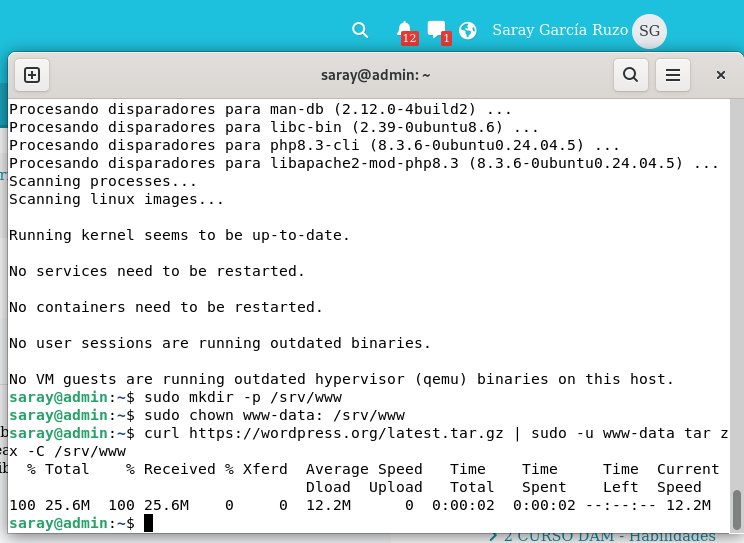 12
1
Saray García Ruzo
SG
saray@admin: ~
Procesando disparadores para man-db (2.12.0-4build2) ...
Procesando disparadores para libc-bin (2.39-0ubuntu8.6) ...
Procesando disparadores para php8.3-cli (8.3.6-0ubuntu0.24.04.5) ...
Procesando disparadores para libapache2-mod-php8.3 (8.3.6-0ubuntu0.24.04.5) ...
Scanning processes...
Scanning linux images...
Running kernel seems to be up-to-date.
No services need to be restarted.
No containers need to be restarted.
No user sessions are running outdated binaries.
No VM guests are running outdated hypervisor (qemu) binaries on this host.
saray@admin:~$ sudo mkdir -p /srv/www
saray@admin:~$ sudo chown www-data: /srv/www
saray@admin:~$ curl https://wordpress.org/latest.tar.gz | sudo -u www-data tar z
x -C /srv/www
% Total    % Received % Xferd  Average Speed   Time    Time     Time  Current
Dload  Upload   Total   Spent    Left  Speed
100 25.6M  100 25.6M    0     0  12.2M      0  0:00:02  0:00:02 --:--:-- 12.2M
saray@admin:~$
2 CURSO DAM - Habilidades